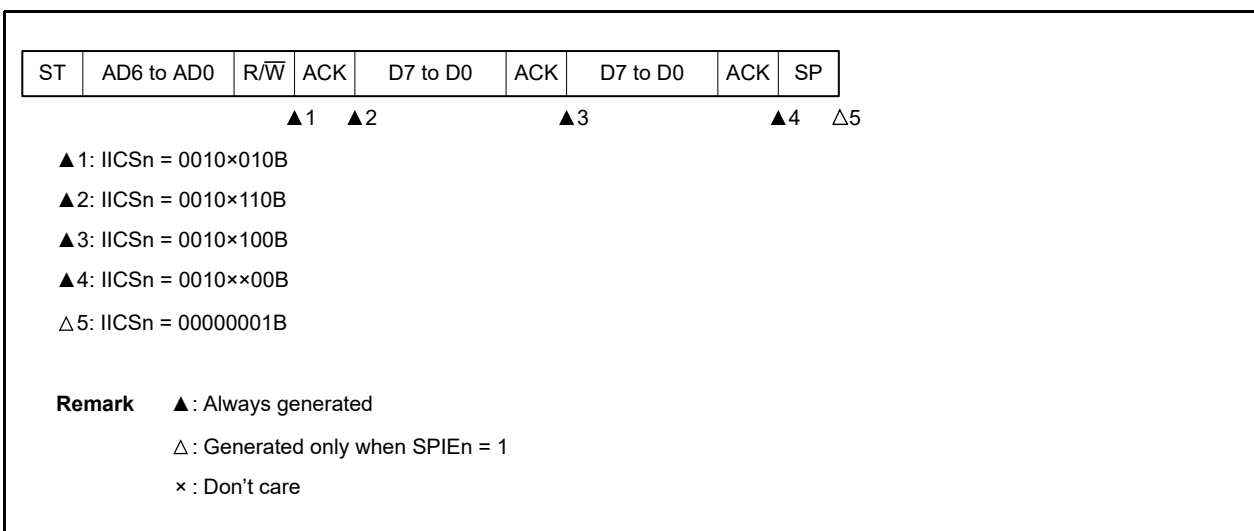 ST AD6 to AD0 R/W̅ ACK D7 to D0 ACK D7 to D0 ACK SP
▲1 ▲2 ▲3 ▲4 △5
▲1: IICSn = 0010×010B
▲2: IICSn = 0010×110B
▲3: IICSn = 0010×100B
▲4: IICSn = 0010××00B
△5: IICSn = 00000001B
Remark ▲: Always generated
△: Generated only when SPIEn = 1
×: Don’t care